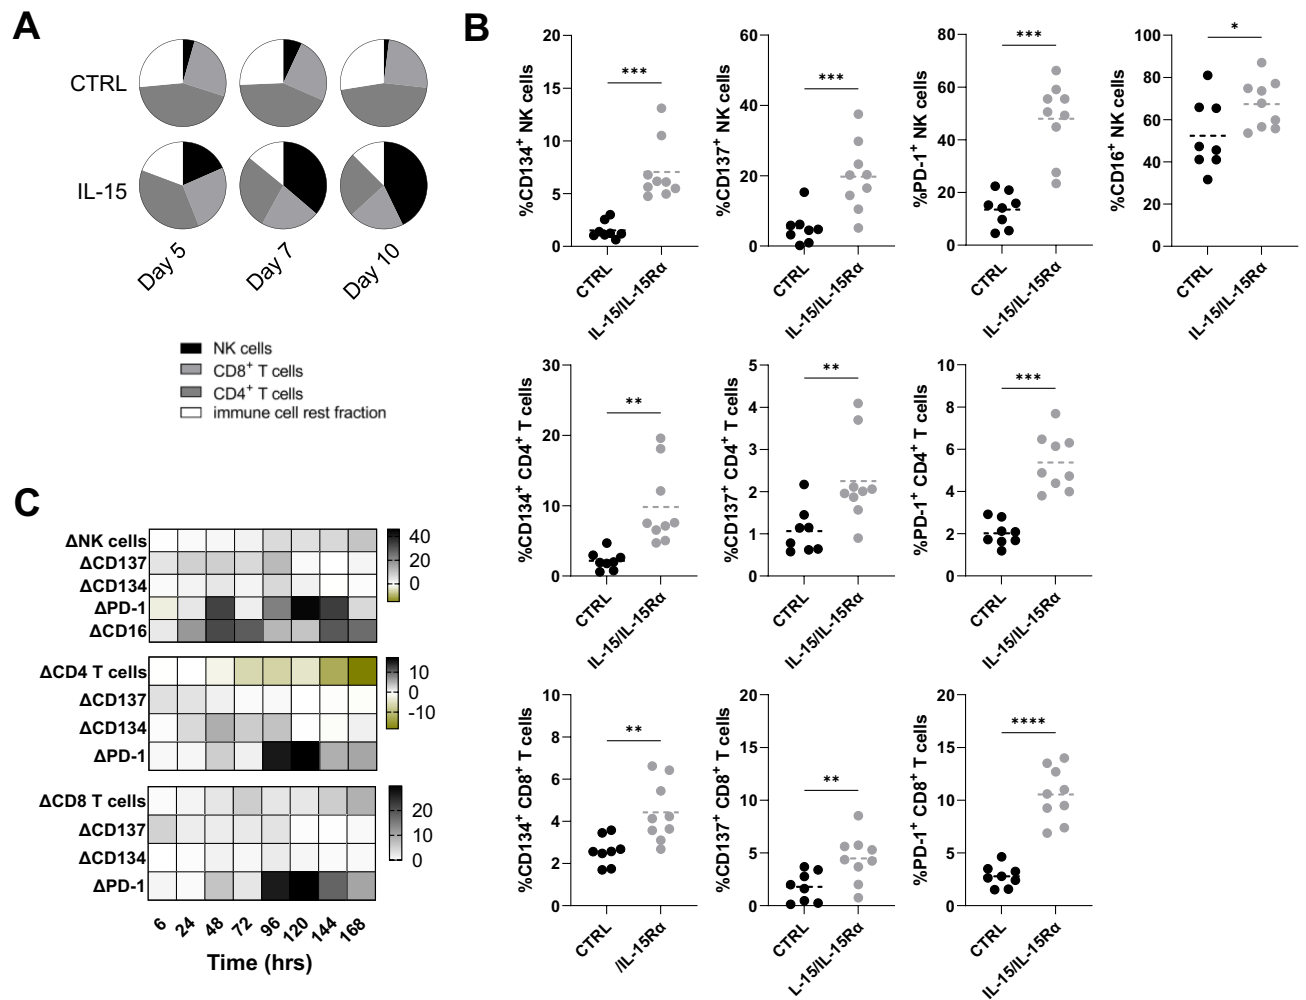 A
CTRL
IL-15
Day 5
Day 7
Day 10
NK cells
CD8+ T cells
CD4+ T cells
immune cell rest fraction
B
%CD134+ NK cells
20
15
10
5
0
***
CTRL
IL-15/IL-15Rα
%CD137+ NK cells
60
40
20
0
***
CTRL
IL-15/IL-15Rα
%PD-1+ NK cells
80
60
40
20
0
***
CTRL
IL-15/IL-15Rα
%CD16+ NK cells
100
80
60
40
20
0
*
CTRL
IL-15/IL-15Rα
%CD134+ CD4+ T cells
30
20
10
0
**
CTRL
IL-15/IL-15Rα
%CD137+ CD4+ T cells
5
4
3
2
1
0
**
CTRL
IL-15/IL-15Rα
%PD-1+ CD4+ T cells
10
8
6
4
2
0
***
CTRL
IL-15/IL-15Rα
%CD134+ CD8+ T cells
10
8
6
4
2
0
**
CTRL
/IL-15Rα
%CD137+ CD8+ T cells
20
15
10
5
0
**
CTRL
L-15/IL-15Rα
%PD-1+ CD8+ T cells
20
15
10
5
0
****
CTRL
IL-15/IL-15Rα
C
ΔNK cells
ΔCD137
ΔCD134
ΔPD-1
ΔCD16
40
20
0
ΔCD4 T cells
ΔCD137
ΔCD134
ΔPD-1
10
0
-10
ΔCD8 T cells
ΔCD137
ΔCD134
ΔPD-1
20
10
0
6 24 48 72 96 120 144 168
Time (hrs)